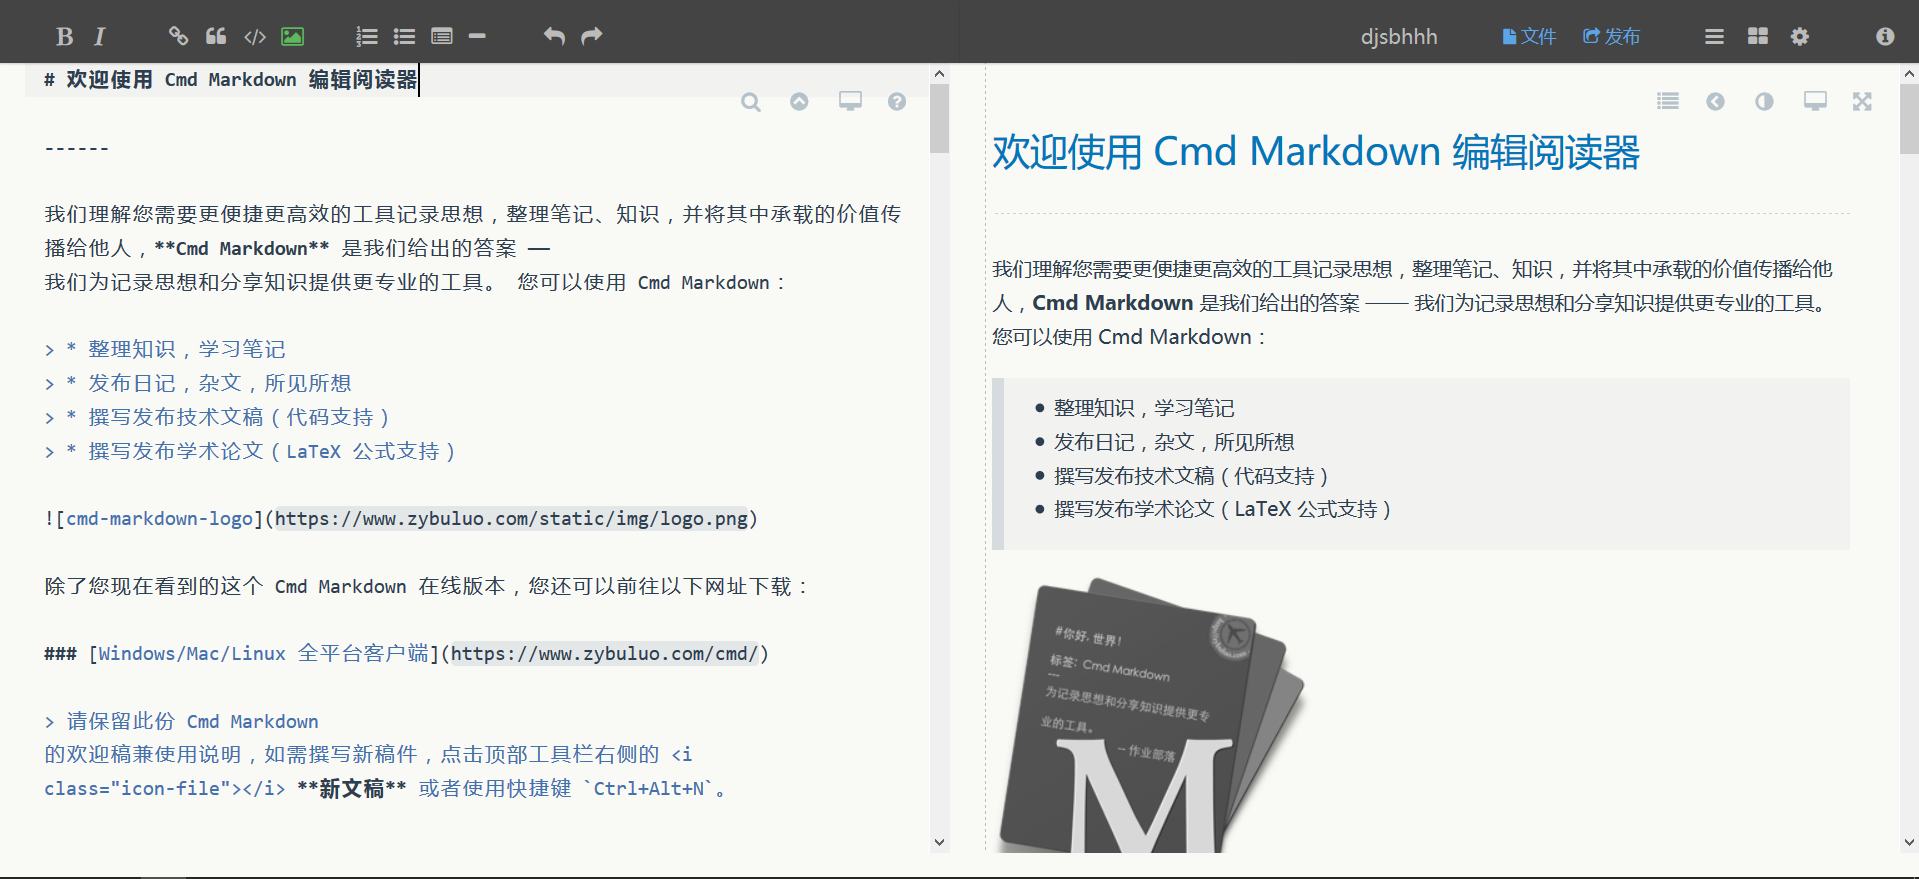 djsbhhh 文件 发布
# 欢迎使用 Cmd Markdown 编辑阅读器
------
我们理解您需要更便捷更高效的工具记录思想，整理笔记、知识，并将其中承载的价值传
播给他人，**Cmd Markdown** 是我们给出的答案 ——
我们为记录思想和分享知识提供更专业的工具。 您可以使用 Cmd Markdown：
> * 整理知识，学习笔记
> * 发布日记，杂文，所见所想
> * 撰写发布技术文稿（代码支持）
> * 撰写发布学术论文（LaTeX 公式支持）
![cmd-markdown-logo](https://www.zybuluo.com/static/img/logo.png)
除了您现在看到的这个 Cmd Markdown 在线版本，您还可以前往以下网址下载：
### [Windows/Mac/Linux 全平台客户端](https://www.zybuluo.com/cmd/)
> 请保留此份 Cmd Markdown
的欢迎稿兼使用说明，如需撰写新稿件，点击顶部工具栏右侧的 <i
class="icon-file"></i> **新文稿** 或者使用快捷键 `Ctrl+Alt+N`。
欢迎使用 Cmd Markdown 编辑阅读器
我们理解您需要更便捷更高效的工具记录思想，整理笔记、知识，并将其中承载的价值传播给他
人，Cmd Markdown 是我们给出的答案 —— 我们为记录思想和分享知识提供更专业的工具。
您可以使用 Cmd Markdown：
整理知识，学习笔记
发布日记，杂文，所见所想
撰写发布技术文稿（代码支持）
撰写发布学术论文（LaTeX 公式支持）
#你好, 世界!
标签: Cmd Markdown
---
为记录思想和分享知识提供更专
业的工具。
-- 作业部落
M